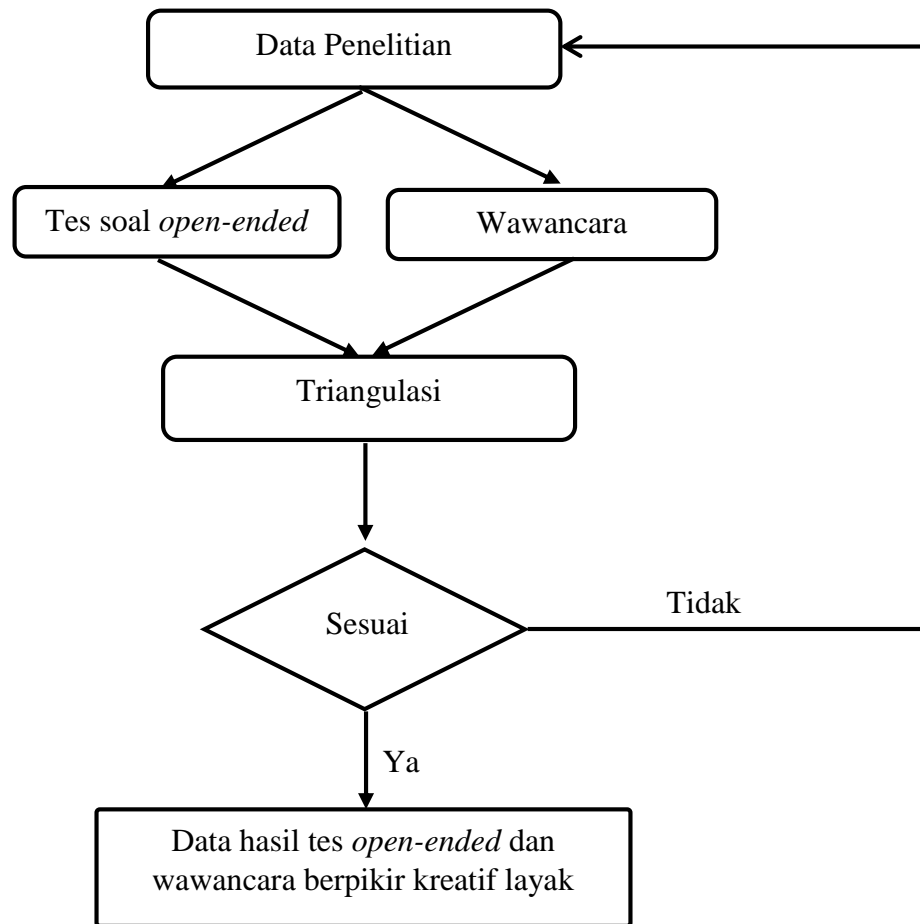 Data Penelitian
Tes soal open-ended
Wawancara
Triangulasi
Sesuai
Tidak
Ya
Data hasil tes open-ended dan
wawancara berpikir kreatif layak